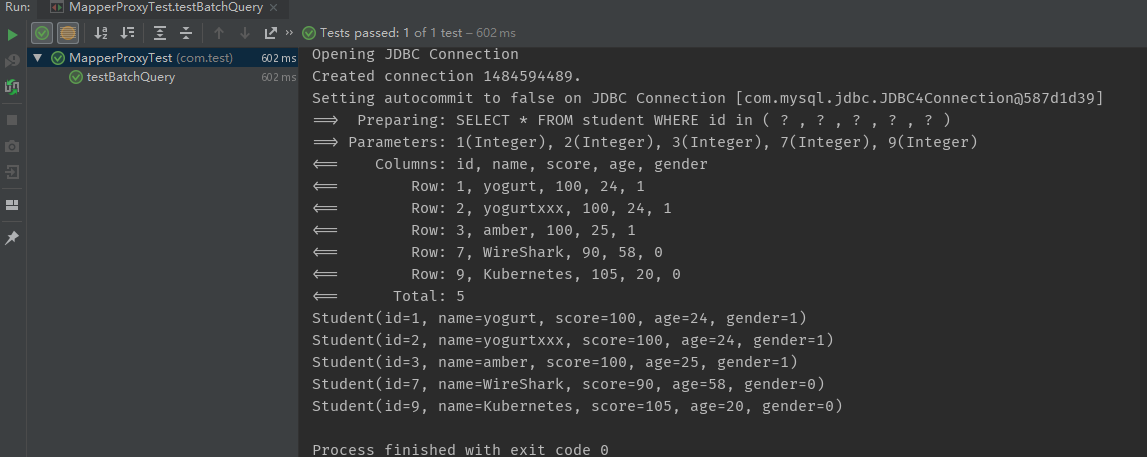 Run: MapperProxyTest.testBatchQuery ×
Tests passed: 1 of 1 test – 602 ms
MapperProxyTest (com.test) 602 ms
testBatchQuery 602 ms
Opening JDBC Connection
Created connection 1484594489.
Setting autocommit to false on JDBC Connection [com.mysql.jdbc.JDBC4Connection@587d1d39]
==>  Preparing: SELECT * FROM student WHERE id in ( ? , ? , ? , ? , ? )
==> Parameters: 1(Integer), 2(Integer), 3(Integer), 7(Integer), 9(Integer)
<==    Columns: id, name, score, age, gender
<==        Row: 1, yogurt, 100, 24, 1
<==        Row: 2, yogurtxxx, 100, 24, 1
<==        Row: 3, amber, 100, 25, 1
<==        Row: 7, WireShark, 90, 58, 0
<==        Row: 9, Kubernetes, 105, 20, 0
<==      Total: 5
Student(id=1, name=yogurt, score=100, age=24, gender=1)
Student(id=2, name=yogurtxxx, score=100, age=24, gender=1)
Student(id=3, name=amber, score=100, age=25, gender=1)
Student(id=7, name=WireShark, score=90, age=58, gender=0)
Student(id=9, name=Kubernetes, score=105, age=20, gender=0)
Process finished with exit code 0